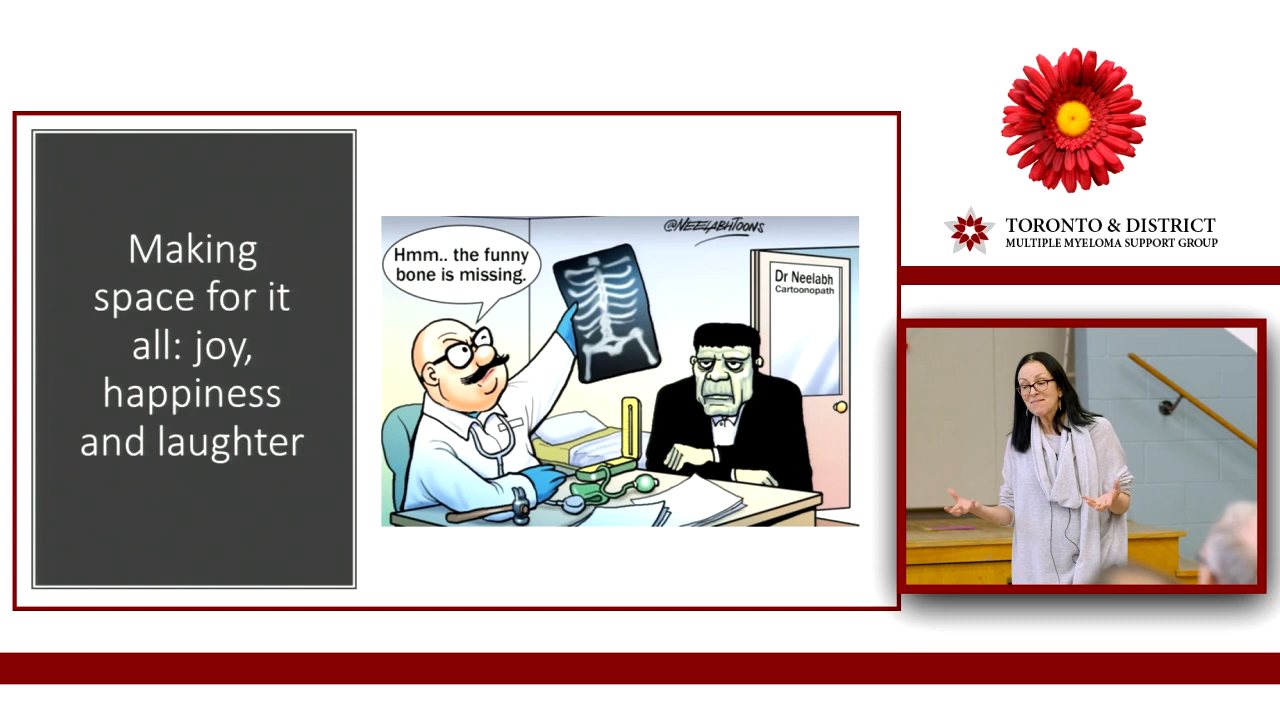 Making
space for it
all: joy,
happiness
and laughter
@NEELABHTOONS
Hmm.. the funny
bone is missing.
Dr Neelabh
Cartoonopath
TORONTO & DISTRICT
MULTIPLE MYELOMA SUPPORT GROUP